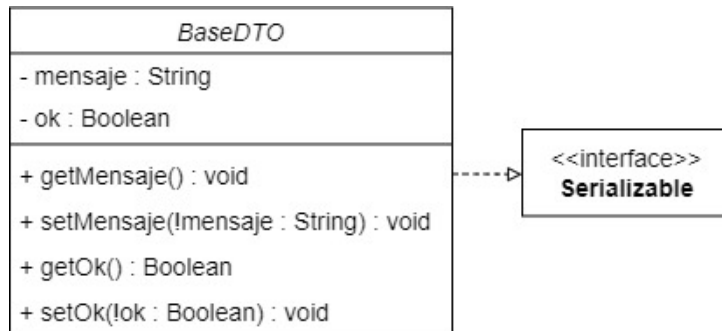 BaseDTO
- mensaje : String
- ok : Boolean
+ getMensaje() : void
+ setMensaje(!mensaje : String) : void
+ getOk() : Boolean
+ setOk(!ok : Boolean) : void
<<interface>>
Serializable